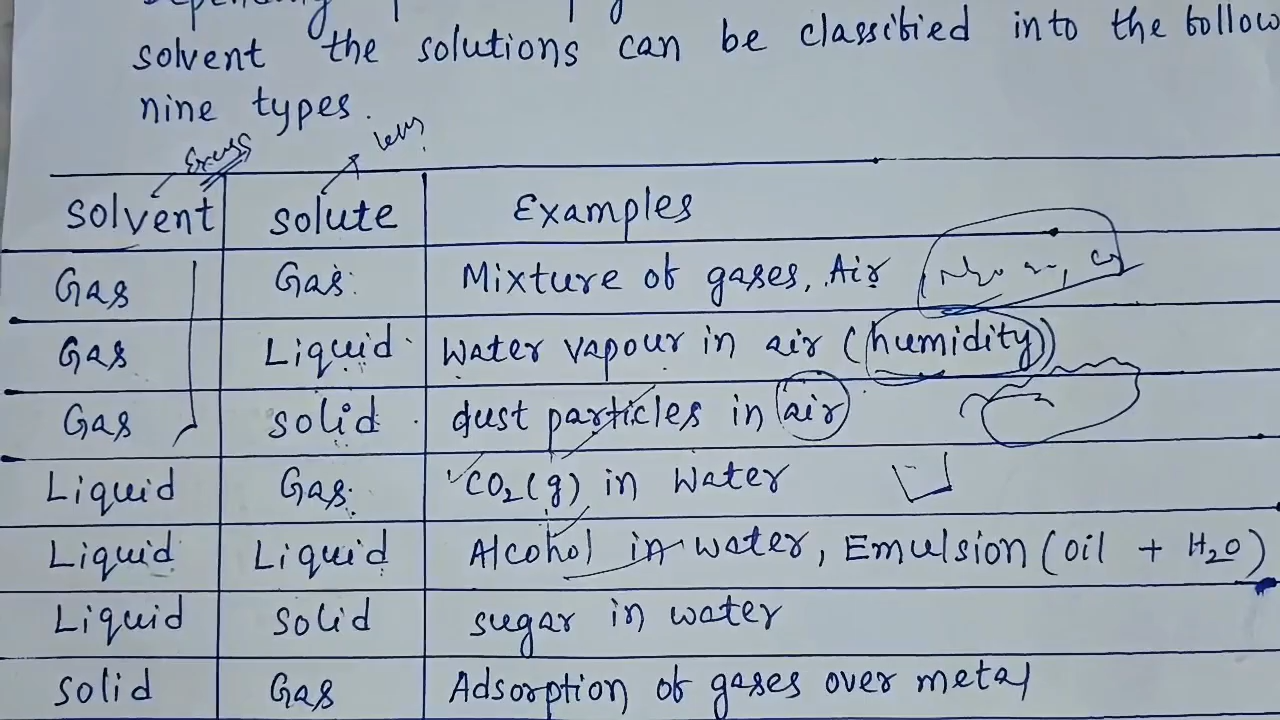 solvent the solutions can be classified into the follow
nine types.
Excess
less
Solvent Solute Examples
Gas Gas Mixture of gases, Air
Gas Liquid Water vapour in air (humidity)
Gas Solid dust particles in air
Liquid Gas CO₂(g) in Water
Liquid Liquid Alcohol in water, Emulsion (oil + H₂O)
Liquid Solid sugar in water
Solid Gas Adsorption of gases over metal